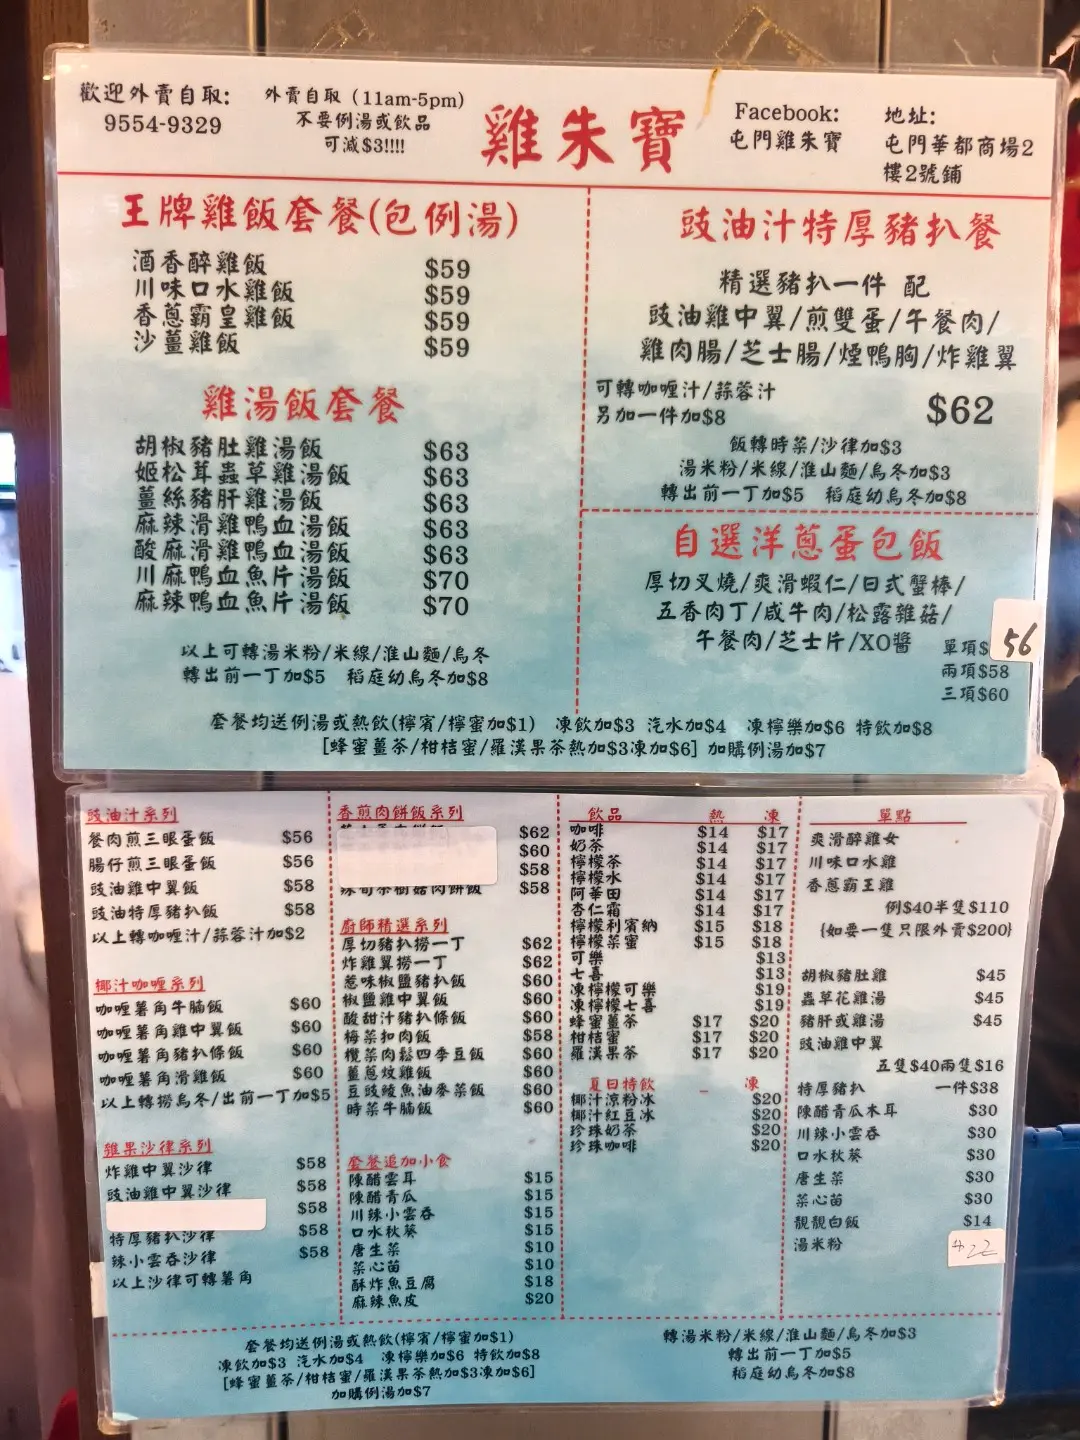 歡迎外賣自取:
9554-9329
外賣自取 (11am-5pm)
不要例湯或飲品
可減$3!!!!
雞朱寶
Facebook:
屯門雞朱寶
地址:
屯門華都商場2
樓2號鋪
王牌雞飯套餐(包例湯)
酒香醉雞飯 $59
川味口水雞飯 $59
香蔥霸皇雞飯 $59
沙薑雞飯 $59
雞湯飯套餐
胡椒豬肚雞湯飯 $63
姬松茸蟲草雞湯飯 $63
薑絲豬肝雞湯飯 $63
麻辣滑雞鴨血湯飯 $63
酸麻滑雞鴨血湯飯 $63
川麻鴨血魚片湯飯 $70
麻辣鴨血魚片湯飯 $70
以上可轉湯米粉/米線/淮山麵/烏冬
轉出前一丁加$5 稻庭幼烏冬加$8
豉油汁特厚豬扒餐
精選豬扒一件 配
豉油雞中翼/煎雙蛋/午餐肉/
雞肉腸/芝士腸/煙鴨胸/炸雞翼
可轉咖喱汁/蒜蓉汁
另加一件加$8
$62
飯轉時菜/沙律加$3
湯米粉/米線/淮山麵/烏冬加$3
轉出前一丁加$5 稻庭幼烏冬加$8
自選洋蔥蛋包飯
厚切叉燒/爽滑蝦仁/日式蟹棒/
五香肉丁/咸牛肉/松露雜菇/
午餐肉/芝士片/XO醬
單項$56
兩項$58
三項$60
套餐均送例湯或熱飲(檸賓/檸蜜加$1) 凍飲加$3 汽水加$4 凍檸樂加$6 特飲加$8
[蜂蜜薑茶/柑桔蜜/羅漢果茶熱加$3凍加$6] 加購例湯加$7
豉油汁系列
餐肉煎三眼蛋飯 $56
腸仔煎三眼蛋飯 $56
豉油雞中翼飯 $58
豉油特厚豬扒飯 $58
以上轉咖喱汁/蒜蓉汁加$2
椰汁咖喱系列
咖喱薯角牛腩飯 $60
咖喱薯角雞中翼飯 $60
咖喱薯角豬扒條飯 $60
咖喱薯角滑雞飯 $60
以上轉撈烏冬/出前一丁加$5
雜果沙律系列
炸雞中翼沙律 $58
豉油雞中翼沙律 $58
$58
特厚豬扒沙律 $58
辣小雲吞沙律 $58
以上沙律可轉薯角
香煎肉餅飯系列
$62
$60
$58
茶樹菇肉餅飯 $58
廚師精選系列
厚切豬扒撈一丁 $62
炸雞翼撈一丁 $62
蔥味椒鹽豬扒飯 $60
椒鹽雞中翼飯 $60
酸甜汁豬扒條飯 $60
梅菜扣肉飯 $58
欖菜肉鬆四季豆飯 $60
薑蔥炆雞飯 $60
豆豉鯪魚油麥菜飯 $60
時菜牛腩飯 $60
套餐追加小食
陳醋雲耳 $15
陳醋青瓜 $15
川辣小雲吞 $15
口水秋葵 $15
唐生菜 $10
菜心苗 $10
酥炸魚豆腐 $18
麻辣魚皮 $20
飲品 熱 凍
咖啡 $14 $17
奶茶 $14 $17
檸檬茶 $14 $17
檸檬水 $14 $17
阿華田 $14 $17
杏仁霜 $14 $17
檸檬利賓納 $15 $18
檸檬菜蜜 $15 $18
可樂 $13
七喜 $13
凍檸檬可樂 $19
凍檸檬七喜 $19
蜂蜜薑茶 $17 $20
柑桔蜜 $17 $20
羅漢果茶 $17 $20
夏日特飲 凍
椰汁涼粉冰 $20
椰汁紅豆冰 $20
珍珠奶茶 $20
珍珠咖啡 $20
單點
爽滑醉雞女
川味口水雞
香蔥霸王雞
例$40半隻$110
{如要一隻只限外賣$200}
胡椒豬肚雞 $45
蟲草花雞湯 $45
豬肝或雞湯 $45
豉油雞中翼
五隻$40兩隻$16
特厚豬扒 一件$38
陳醋青瓜木耳 $30
川辣小雲吞 $30
口水秋葵 $30
唐生菜 $30
菜心苗 $30
靚靚白飯 $14
湯米粉 $22
套餐均送例湯或熱飲(檸賓/檸蜜加$1)
凍飲加$3 汽水加$4 凍檸樂加$6 特飲加$8
[蜂蜜薑茶/柑桔蜜/羅漢果茶熱加$3凍加$6]
加購例湯加$7
轉湯米粉/米線/淮山麵/烏冬加$3
轉出前一丁加$5
稻庭幼烏冬加$8